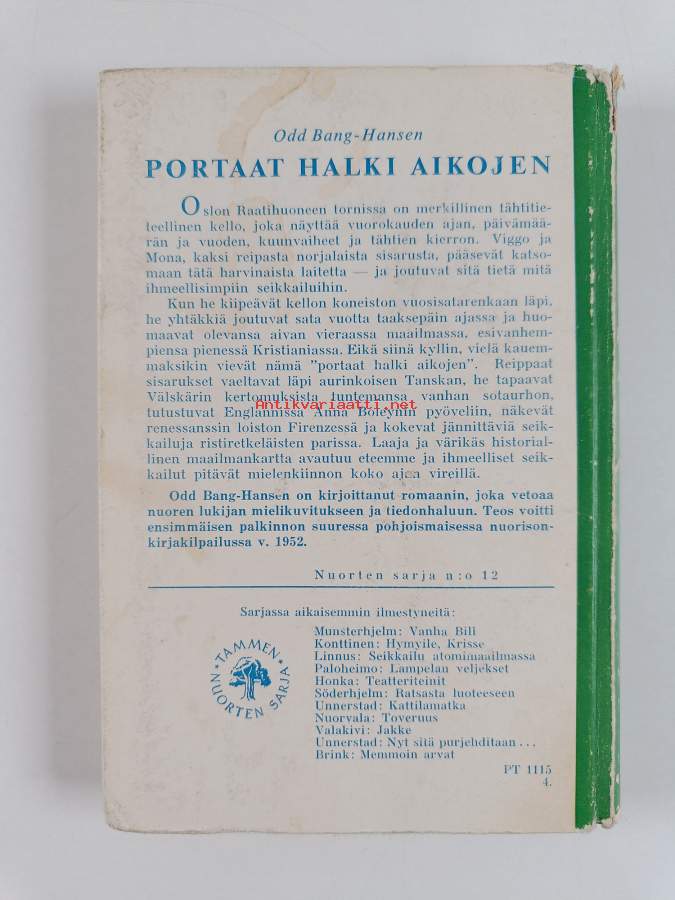 Odd Bang-Hansen
PORTAAT HALKI AIKOJEN
Oslon Raatihuoneen tornissa on merkillinen tähtitie-
teellinen kello, joka näyttää vuorokauden ajan, päivämää-
rän ja vuoden, kuunvaiheet ja tähtien kierron. Viggo ja
Mona, kaksi reipasta norjalaista sisarusta, pääsevät katso-
maan tätä harvinaista laitetta — ja joutuvat sitä tietä mitä
ihmeellisimpiin seikkailuihin.
Kun he kiipeävät kellon koneiston vuosisatarenkaan läpi,
he yhtäkkiä joutuvat sata vuotta taaksepäin ajassa ja huo-
maavat olevansa aivan vieraassa maailmassa, esivanhem-
piensa pienessä Kristianiassa. Eikä siinä kyllin, vielä kauem-
maksikin vievät nämä "portaat halki aikojen". Reippaat
sisarukset vaeltavat läpi aurinkoisen Tanskan, he tapaavat
Välskärin kertomuksista tuntemansa vanhan sotaurhon,
tutustuvat Englannissa Anna Boleynin pyöveliin, näkevät
renessanssin loiston Firenzessä ja kokevat jännittäviä seik-
kailuja ristiretkeläisten parissa. Laaja ja värikäs historial-
linen maailmankartta avautuu eteemme ja ihmeelliset seik-
kailut pitävät mielenkiinnon koko ajan vireillä.
Odd Bang-Hansen on kirjoittanut romaanin, joka vetoaa
nuoren lukijan mielikuvitukseen ja tiedonhaluun. Teos voitti
ensimmäisen palkinnon suuressa pohjoismaisessa nuorison-
kirjakilpailussa v. 1952.
Nuorten sarja n:o 12
Sarjassa aikaisemmin ilmestyneitä:
Munsterhjelm: Vanha Bill
Konttinen: Hymyile, Krisse
Linnus: Seikkailu atomimaailmassa
Paloheimo: Lampelan veljekset
Honka: Teatteriteinit
Söderhjelm: Ratsasta luoteeseen
Unnerstad: Kattilamatka
Nuorvala: Toveruus
Valakivi: Jakke
Unnerstad: Nyt sitä purjehditaan...
Brink: Memmoin arvat
TAMMEN NUORTEN SARJA
PT 1115
4.
Antikvariaatti.net